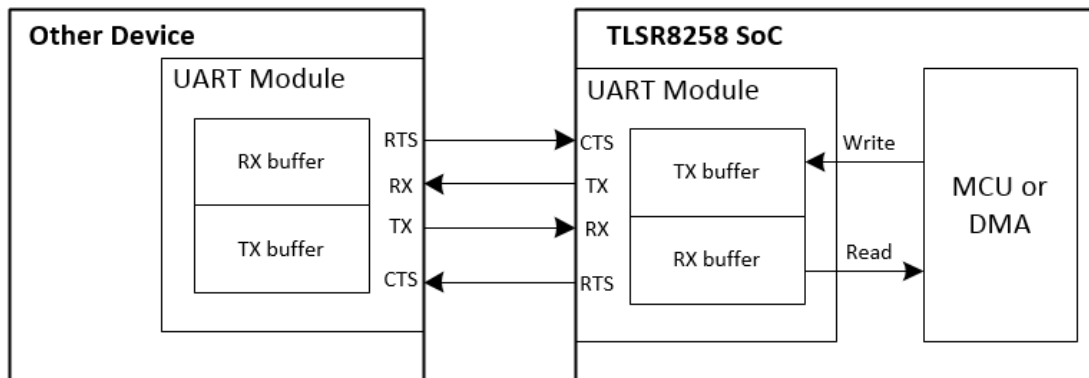 Other Device
UART Module
RX buffer
TX buffer
RTS
RX
TX
CTS
TLSR8258 SoC
UART Module
CTS
TX
RX
RTS
TX buffer
RX buffer
Write
Read
MCU or
DMA